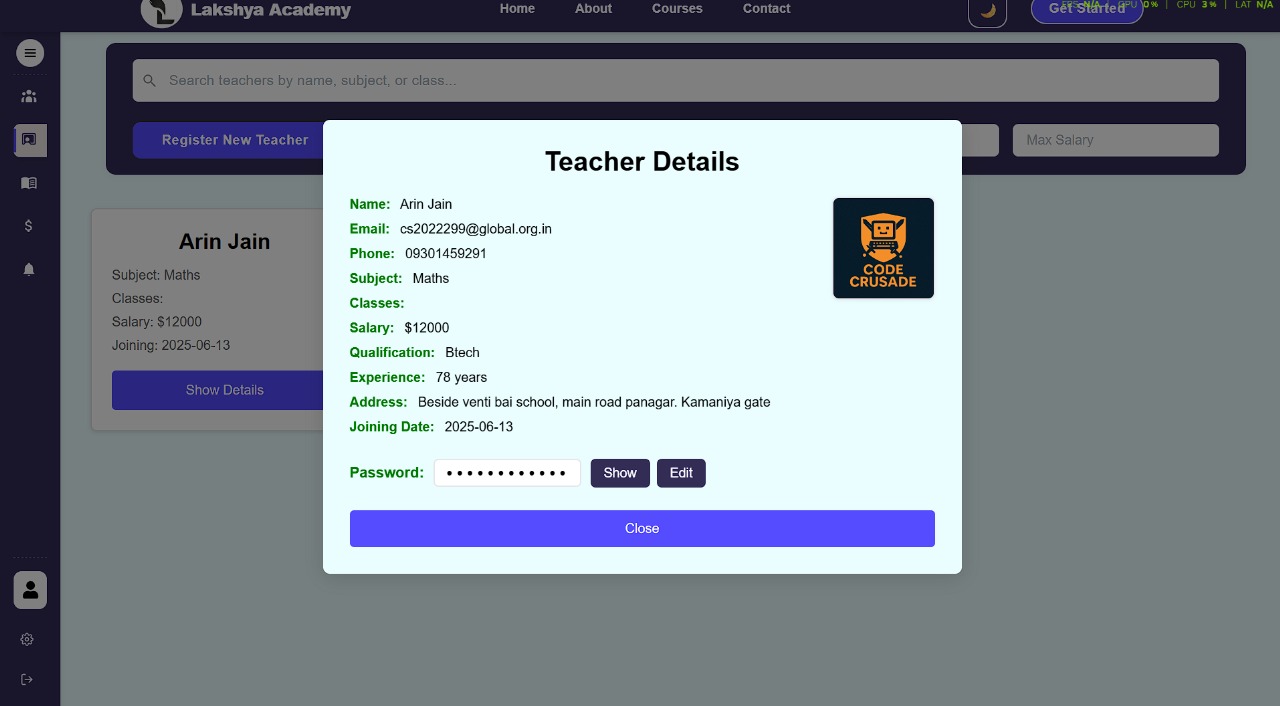 Lakshya Academy
Home About Courses Contact
Get Started
N/A | GPU 0 % | CPU 3 % | LAT N/A
Search teachers by name, subject, or class...
Register New Teacher
Max Salary
Arin Jain
Subject: Maths
Classes:
Salary: $12000
Joining: 2025-06-13
Show Details
Teacher Details
Name: Arin Jain
Email: cs2022299@global.org.in
Phone: 09301459291
Subject: Maths
Classes:
Salary: $12000
Qualification: Btech
Experience: 78 years
Address: Beside venti bai school, main road panagar. Kamaniya gate
Joining Date: 2025-06-13
CODE
CRUSADE
Password: ••••••••••••
Show
Edit
Close